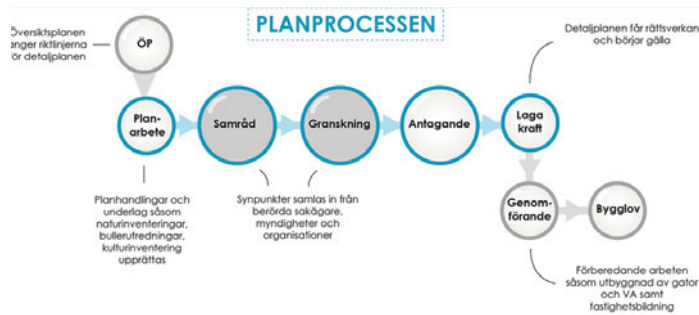 PLANPROCESSEN
Översiktsplanen
anger riktlinjerna
för detaljplanen
ÖP
Detaljplanen får rättsverkan
och börjar gälla
Plan-
arbete
Samråd
Granskning
Antagande
Laga
kraft
Planhandlingar och
underlag såsom
naturinventeringar,
bullerutredningar,
kulturinventering
upprättas
Synpunkter samlas in från
berörda sakägare,
myndigheter och
organisationer
Genom-
förande
Bygglov
Förberedande arbeten
såsom utbyggnad av gator
och VA samt
fastighetsbildning